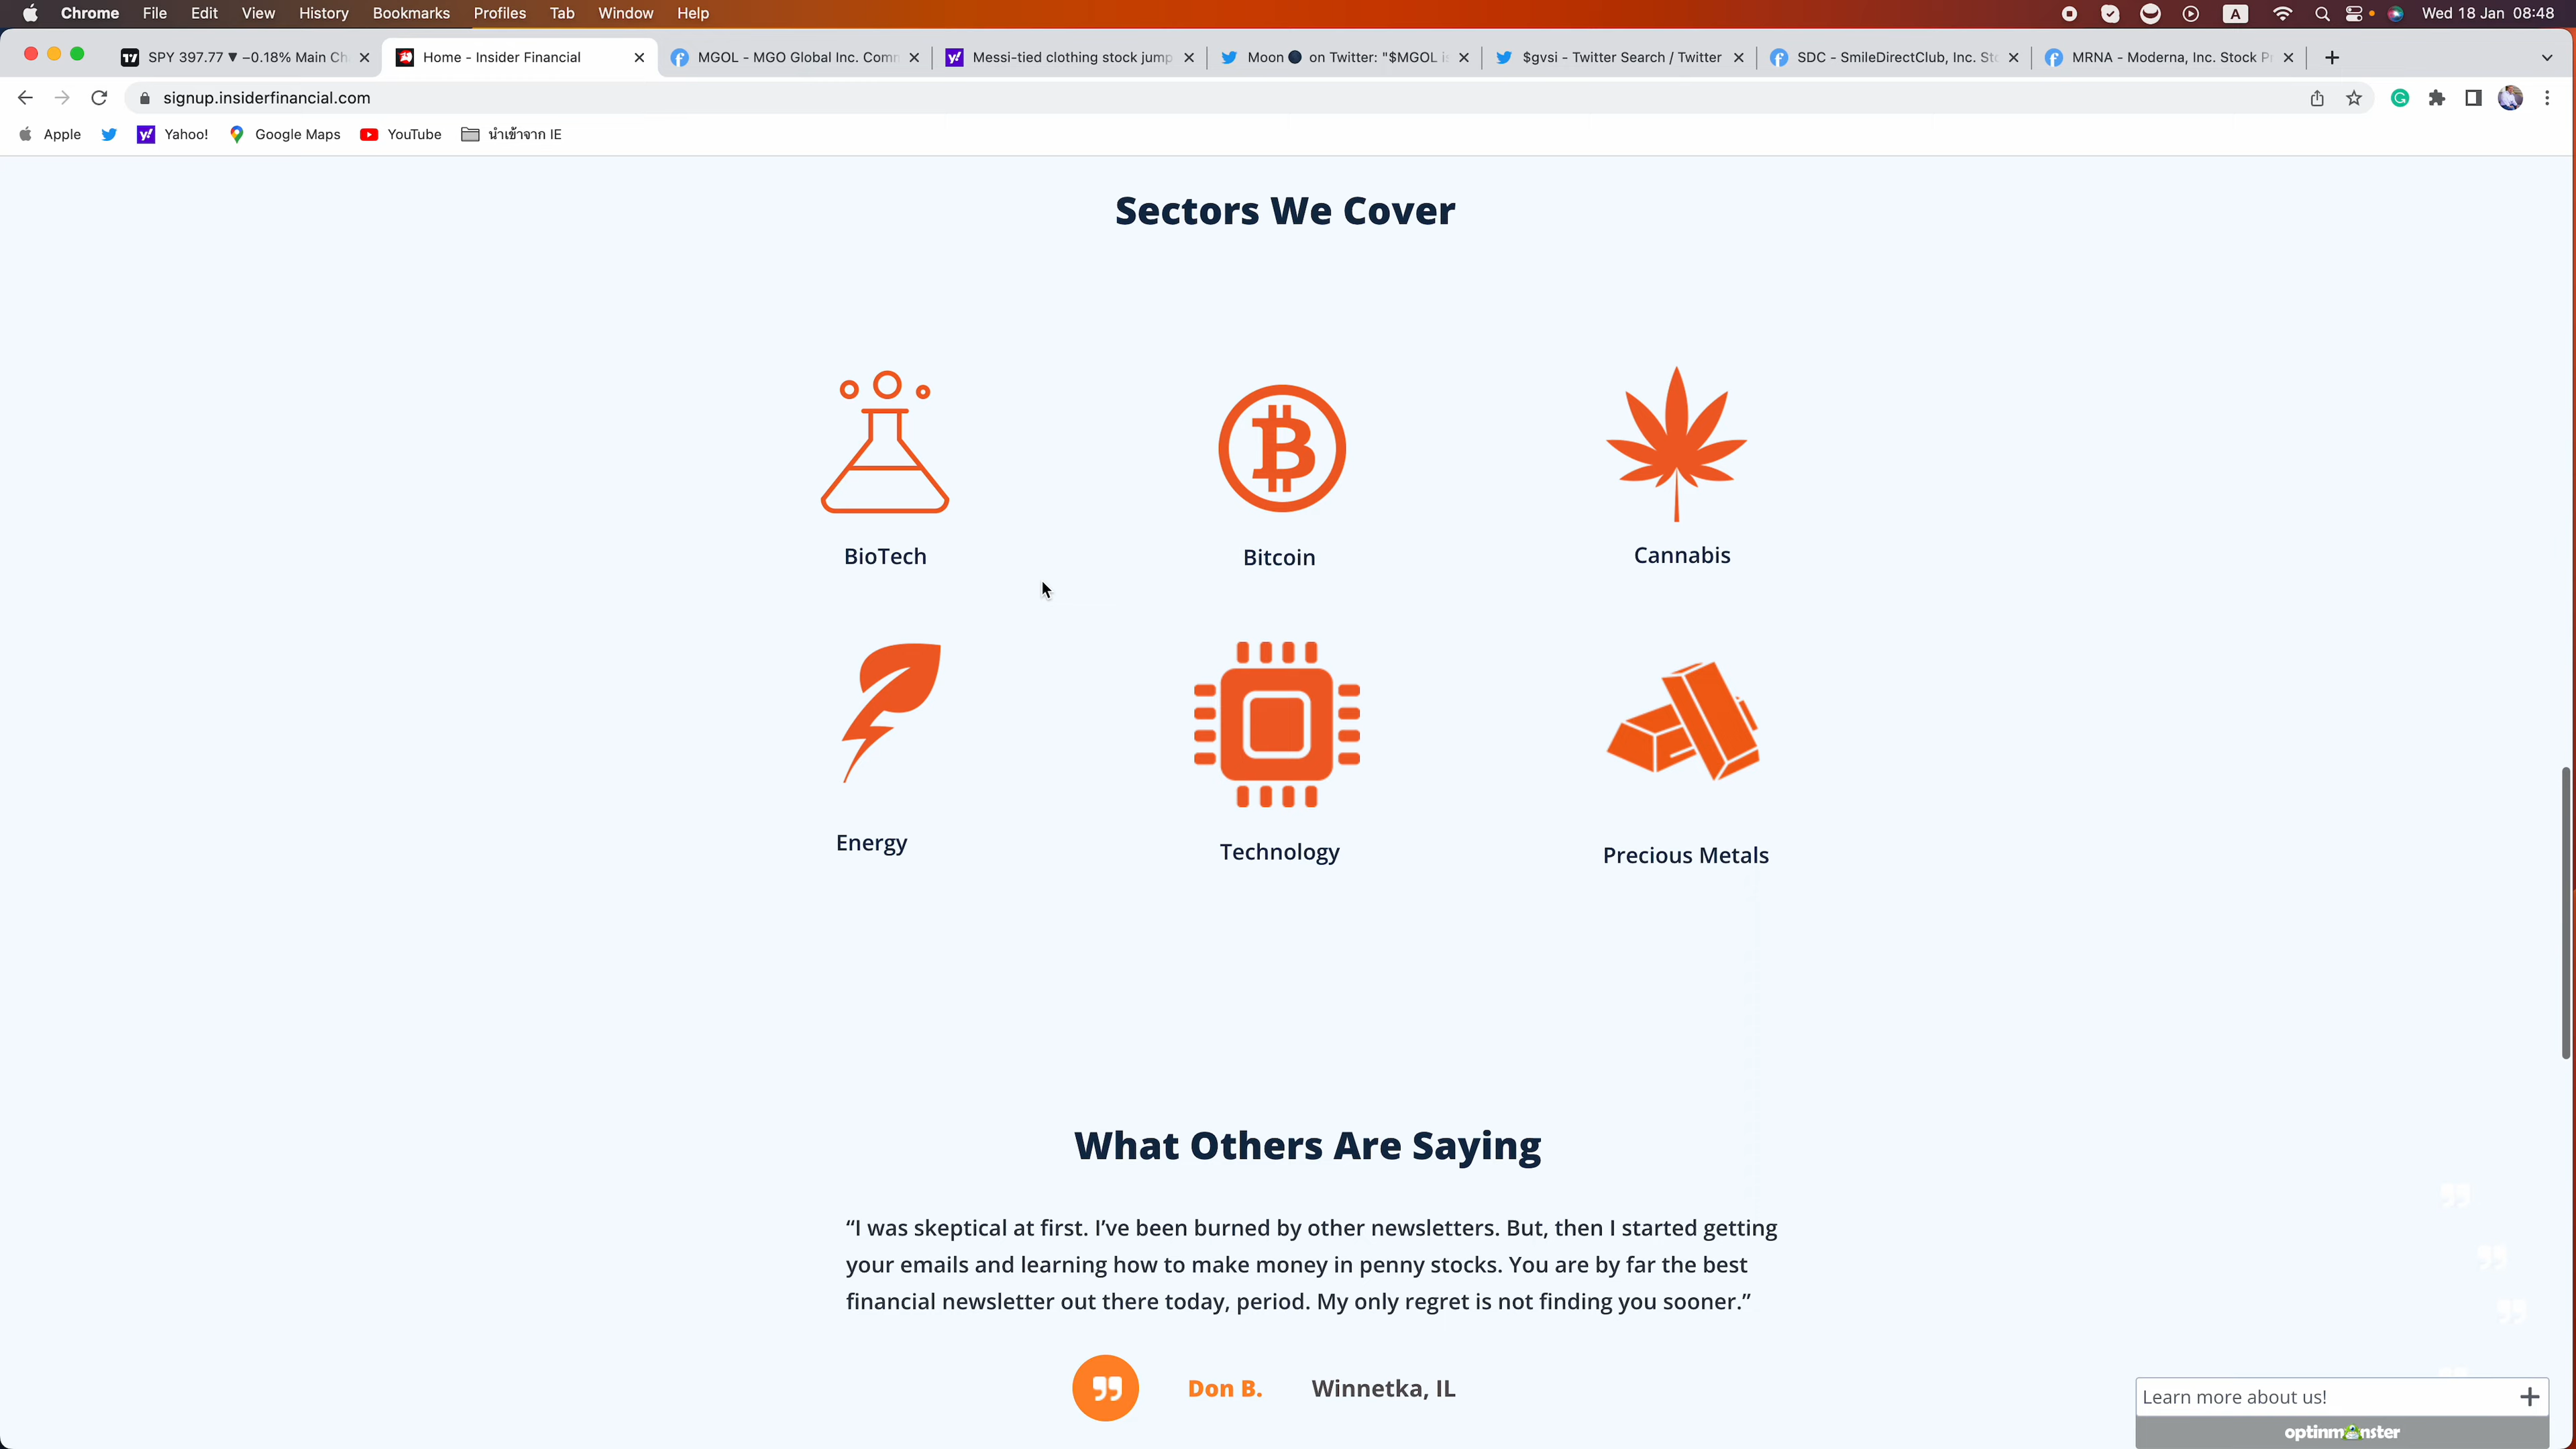 Chrome File Edit View History Bookmarks Profiles Tab Window Help A Wed 18 Jan 08:48
SPY 397.77 ▼ −0.18% Main Ch Home - Insider Financial MGOL - MGO Global Inc. Comm Messi-tied clothing stock jump Moon 🌑 on Twitter: "$MGOL is $gvsi - Twitter Search / Twitter SDC - SmileDirectClub, Inc. Sto MRNA - Moderna, Inc. Stock Pr
signup.insiderfinancial.com
Apple Yahoo! Google Maps YouTube นำเข้าจาก IE
Sectors We Cover
BioTech Bitcoin Cannabis
Energy Technology Precious Metals
What Others Are Saying
“I was skeptical at first. I’ve been burned by other newsletters. But, then I started getting
your emails and learning how to make money in penny stocks. You are by far the best
financial newsletter out there today, period. My only regret is not finding you sooner.”
Don B. Winnetka, IL
Learn more about us!
optinmonster